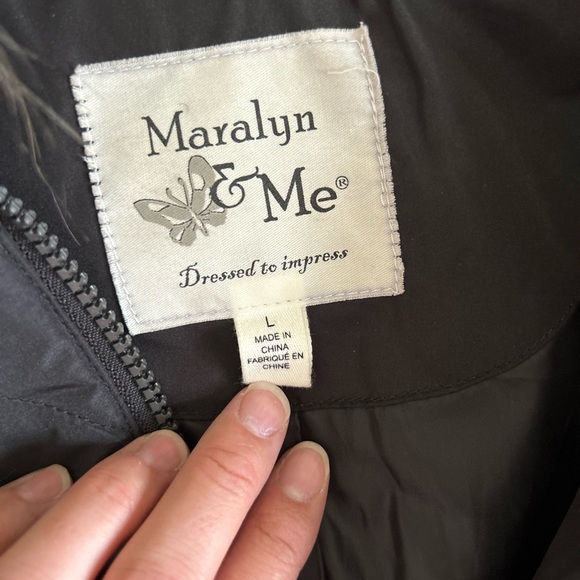 Maralyn
& Me®
Dressed to impress
L
MADE IN
CHINA
FABRIQUÉ EN
CHINE